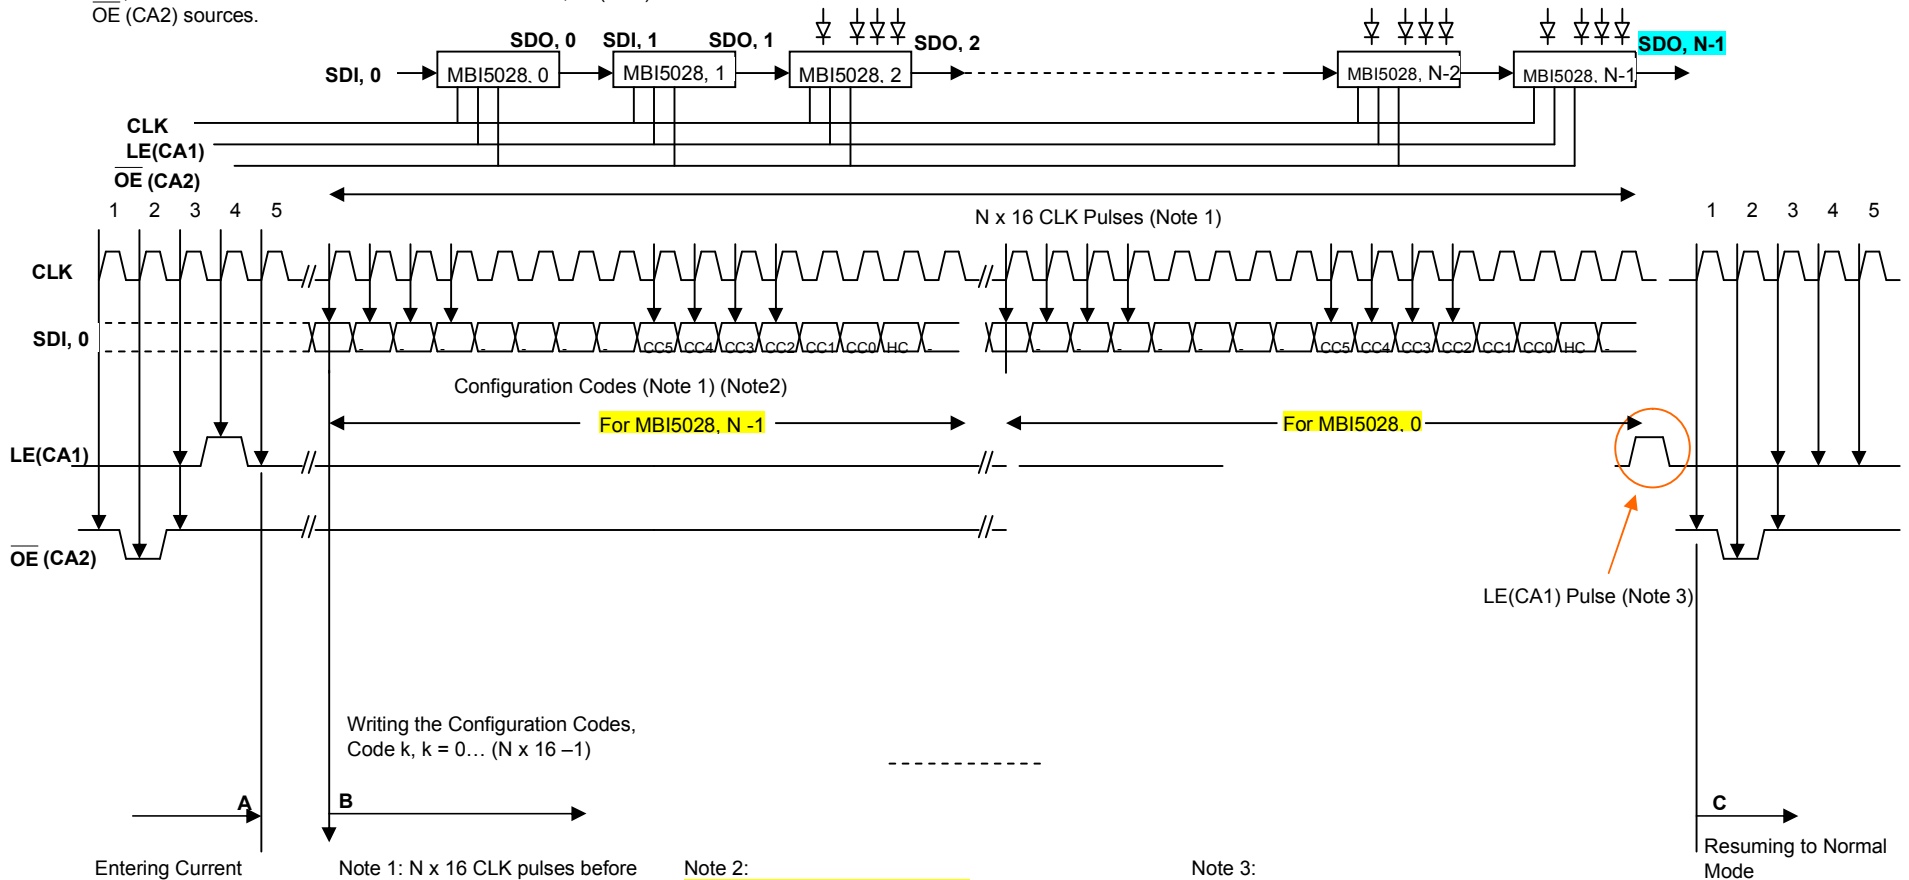 OE (CA2) sources.
SDO, 0 SDI, 1 SDO, 1 SDO, 2 SDO, N-1
SDI, 0 MBI5028, 0 MBI5028, 1 MBI5028, 2 MBI5028, N-2 MBI5028, N-1
CLK
LE(CA1)
OE (CA2)
1 2 3 4 5 N x 16 CLK Pulses (Note 1) 1 2 3 4 5
CLK
SDI, 0 - - - - - - - CC5 CC4 CC3 CC2 CC1 CC0 HC - - - - - - - - CC5 CC4 CC3 CC2 CC1 CC0 HC -
Configuration Codes (Note 1) (Note2)
For MBI5028, N -1 For MBI5028, 0
LE(CA1)
OE (CA2)
LE(CA1) Pulse (Note 3)
Writing the Configuration Codes,
Code k, k = 0… (N x 16 –1)
A B C
Resuming to Normal
Mode
Entering Current Note 1: N x 16 CLK pulses before Note 2: Note 3: